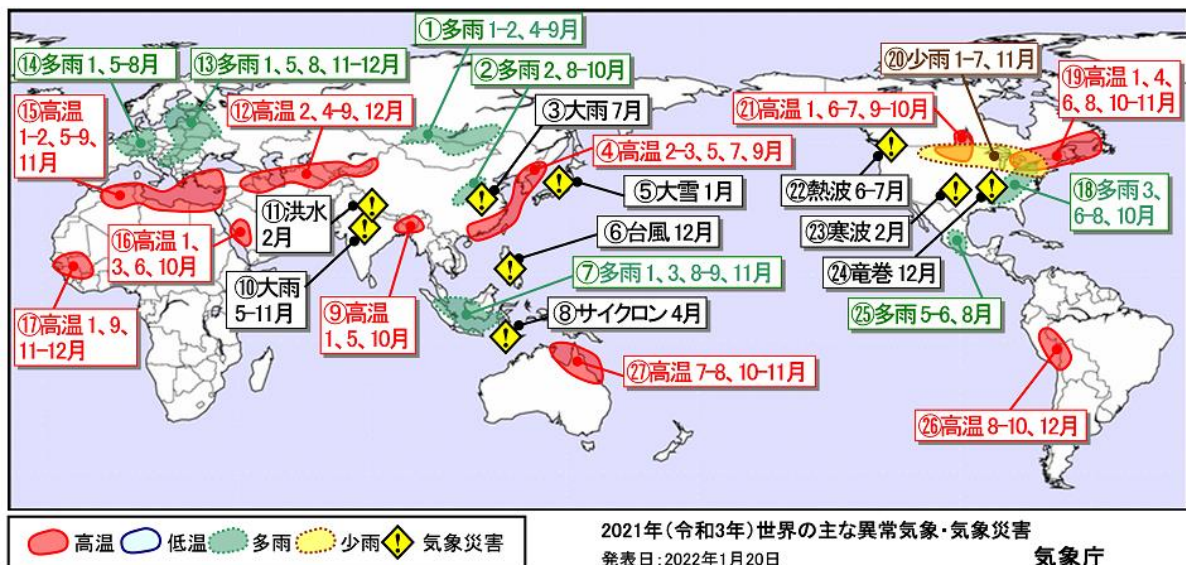 ①多雨 1-2、4-9月
⑭多雨 1、5-8月
⑬多雨 1、5、8、11-12月
②多雨 2、8-10月
⑳少雨 1-7、11月
⑲高温 1、4、
6、8、10-11月
⑮高温
1-2、5-9、
11月
⑫高温 2、4-9、12月
③大雨 7月
㉑高温 1、6-7、9-10月
④高温 2-3、5、7、9月
⑤大雪 1月
㉒熱波 6-7月
⑱多雨 3、
6-8、10月
⑪洪水
2月
⑯高温 1、
3、6、10月
⑥台風 12月
㉓寒波 2月
⑩大雨
5-11月
⑦多雨 1、3、8-9、11月
㉔竜巻 12月
⑰高温 1、9、
11-12月
⑨高温
1、5、10月
⑧サイクロン 4月
㉕多雨 5-6、8月
㉗高温 7-8、10-11月
㉖高温 8-10、12月
高温 低温 多雨 少雨 気象災害
2021年(令和3年)世界の主な異常気象・気象災害
発表日:2022年1月20日
気象庁